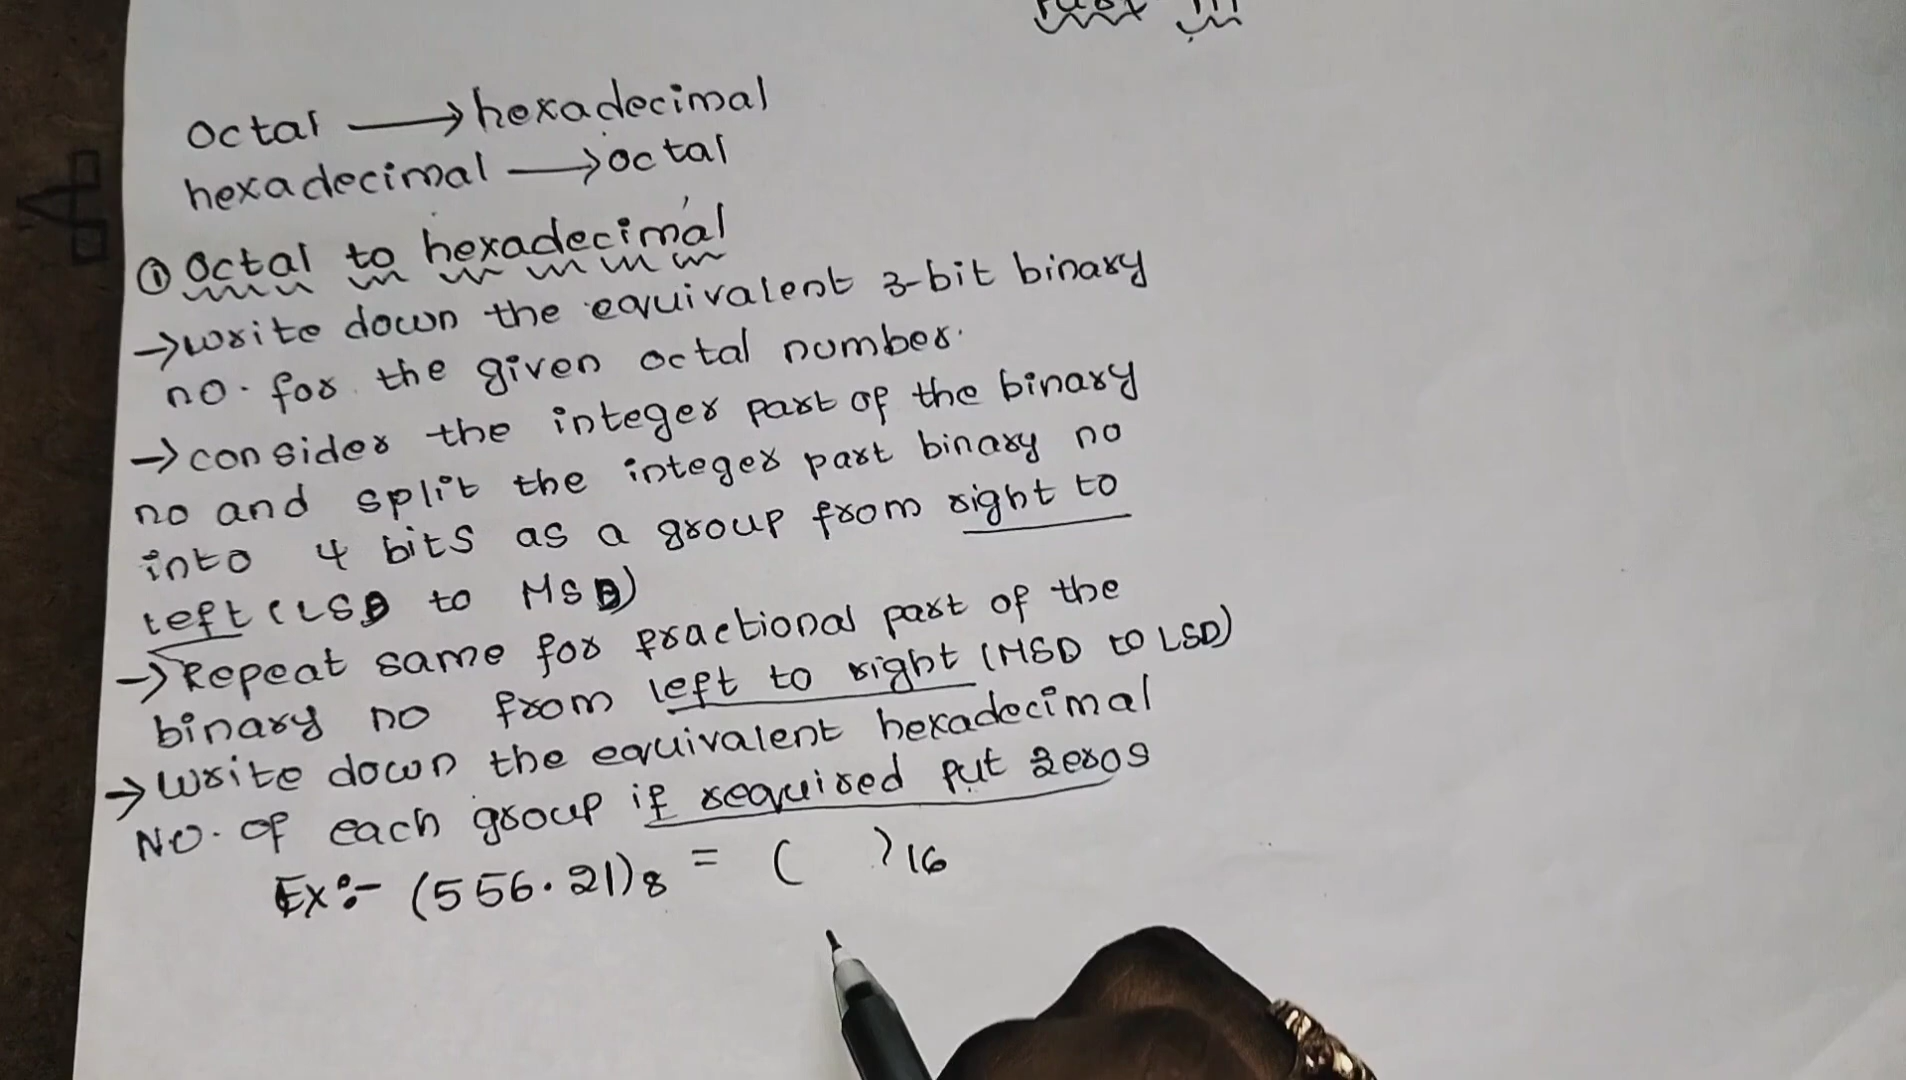 Octal → hexadecimal
hexadecimal → octal
① Octal to hexadecimal
→ write down the equivalent 3-bit binary
no. for the given octal number.
→ consider the integer part of the binary
no and split the integer part binary no
into 4 bits as a group from right to
left (LSD to MSD)
→ Repeat same for fractional part of the
binary no from left to right (MSD to LSD)
→ Write down the equivalent hexadecimal
NO. of each group if required put zeros
Ex:- (556.21)8 = ( )16